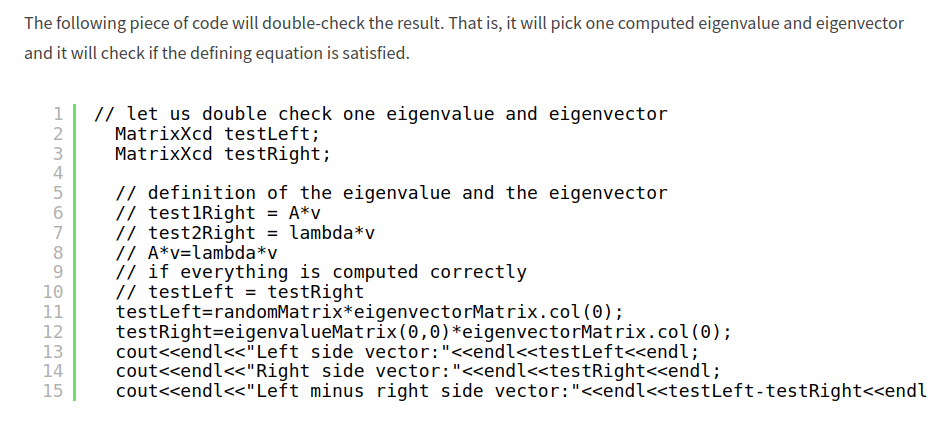 The following piece of code will double-check the result. That is, it will pick one computed eigenvalue and eigenvector
and it will check if the defining equation is satisfied.
1 // let us double check one eigenvalue and eigenvector
2 MatrixXcd testLeft;
3 MatrixXcd testRight;
4
5 // definition of the eigenvalue and the eigenvector
6 // test1Right = A*v
7 // test2Right = lambda*v
8 // A*v=lambda*v
9 // if everything is computed correctly
10 // testLeft = testRight
11 testLeft=randomMatrix*eigenvectorMatrix.col(0);
12 testRight=eigenvalueMatrix(0,0)*eigenvectorMatrix.col(0);
13 cout<<endl<<"Left side vector:"<<endl<<testLeft<<endl;
14 cout<<endl<<"Right side vector:"<<endl<<testRight<<endl;
15 cout<<endl<<"Left minus right side vector:"<<endl<<testLeft-testRight<<endl